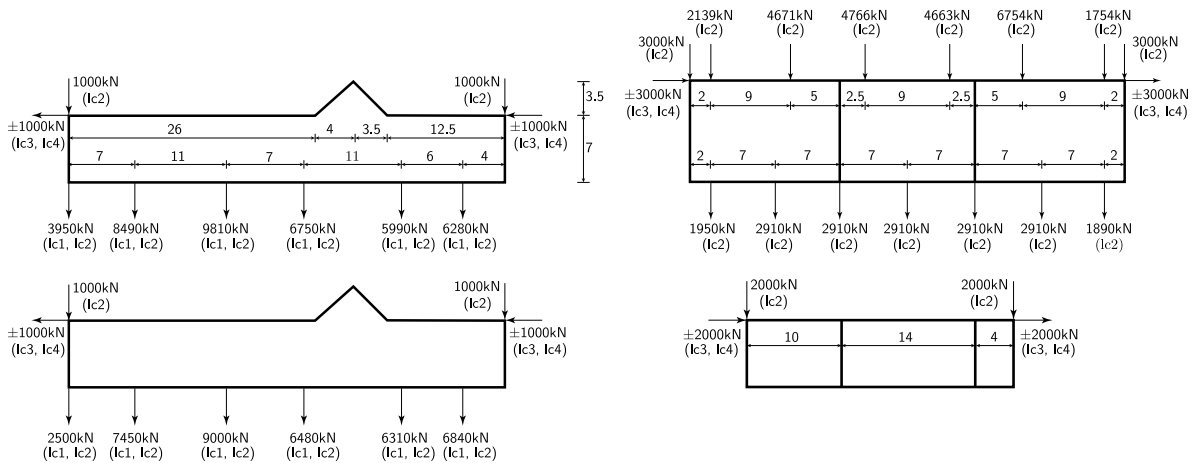 1000kN
(lc2)
1000kN
(lc2)
±1000kN
(lc3, lc4)
±1000kN
(lc3, lc4)
26
4
3.5
12.5
7
11
7
11
6
4
3.5
7
3950kN
(lc1, lc2)
8490kN
(lc1, lc2)
9810kN
(lc1, lc2)
6750kN
(lc1, lc2)
5990kN
(lc1, lc2)
6280kN
(lc1, lc2)
2139kN
(lc2)
4671kN
(lc2)
4766kN
(lc2)
4663kN
(lc2)
6754kN
(lc2)
1754kN
(lc2)
3000kN
(lc2)
3000kN
(lc2)
±3000kN
(lc3, lc4)
±3000kN
(lc3, lc4)
2
9
5
2.5
9
2.5
5
9
2
2
7
7
7
7
7
7
2
1950kN
(lc2)
2910kN
(lc2)
2910kN
(lc2)
2910kN
(lc2)
2910kN
(lc2)
2910kN
(lc2)
1890kN
(lc2)
1000kN
(lc2)
1000kN
(lc2)
±1000kN
(lc3, lc4)
±1000kN
(lc3, lc4)
2500kN
(lc1, lc2)
7450kN
(lc1, lc2)
9000kN
(lc1, lc2)
6480kN
(lc1, lc2)
6310kN
(lc1, lc2)
6840kN
(lc1, lc2)
2000kN
(lc2)
2000kN
(lc2)
±2000kN
(lc3, lc4)
±2000kN
(lc3, lc4)
10
14
4